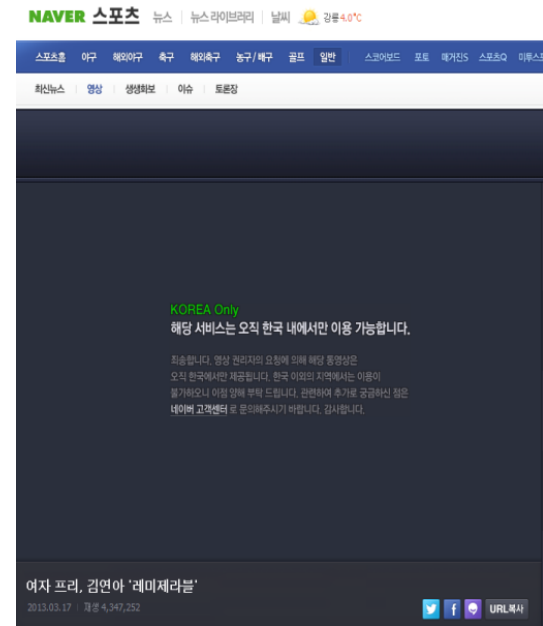 NAVER 스포츠 뉴스 뉴스 라이브러리 날씨 강릉 4.0°C
스포츠홈 야구 해외야구 축구 해외축구 농구/배구 골프 일반 스코어보드 포토 매거진S 스포츠Q 미투스포
최신뉴스 영상 생생화보 이슈 토론장
KOREA Only
해당 서비스는 오직 한국 내에서만 이용 가능합니다.
죄송합니다. 영상 권리자의 요청에 의해 해당 동영상은
오직 한국에서만 제공됩니다. 한국 이외의 지역에서는 이용이
불가하오니 이점 양해 부탁 드립니다. 관련하여 추가로 궁금하신 점은
네이버 고객센터 로 문의해주시기 바랍니다. 감사합니다.
여자 프리, 김연아 '레미제라블'
2013.03.17 재생 4,347,252
URL복사